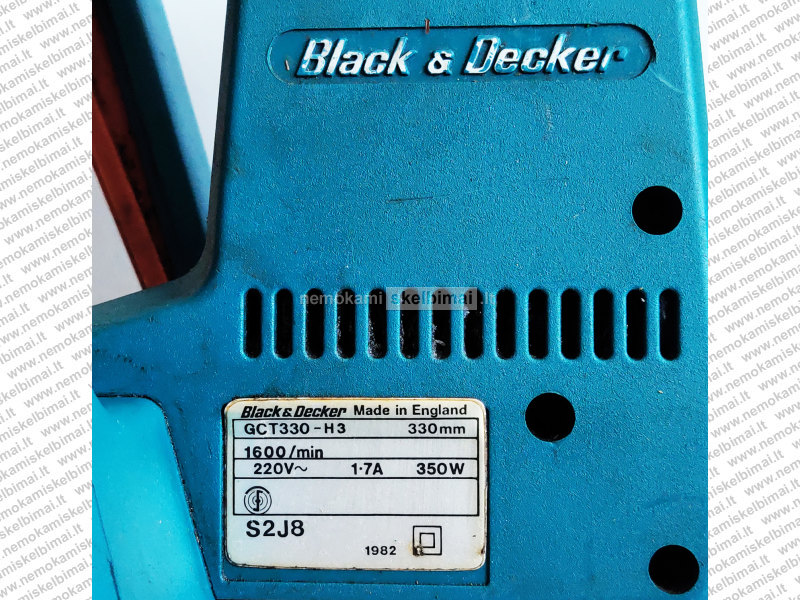 Black & Decker
nemokami skelbimai .lt
Black & Decker Made in England
GCT330-H3 330mm
1600/min
220V~ 1·7A 350W
S2J8
1982